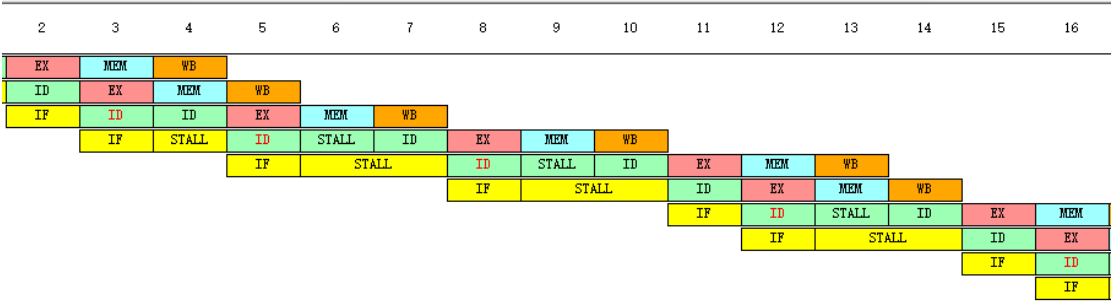 2 3 4 5 6 7 8 9 10 11 12 13 14 15 16
EX MEM WB
ID EX MEM WB
IF ID ID EX MEM WB
IF STALL ID STALL ID EX MEM WB
IF STALL ID STALL ID EX MEM WB
IF STALL ID EX MEM WB
IF ID STALL ID EX MEM
IF STALL ID EX
IF ID
IF